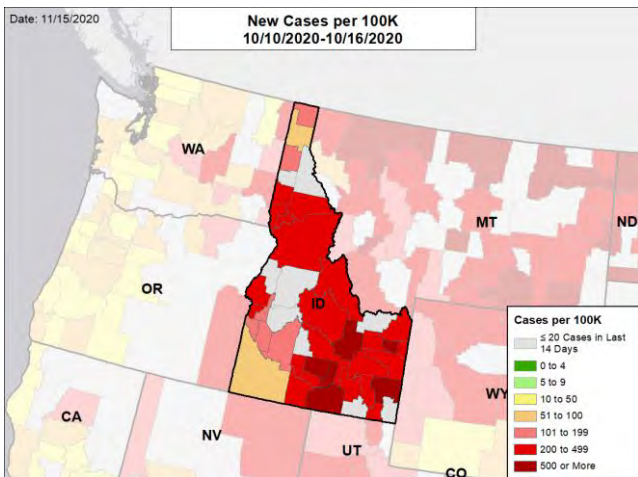 Date: 11/15/2020
New Cases per 100K
10/10/2020-10/16/2020
WA
MT
ND
OR
ID
WY
CA
NV
UT
CO
Cases per 100K
≤ 20 Cases in Last
14 Days
0 to 4
5 to 9
10 to 50
51 to 100
101 to 199
200 to 499
500 or More